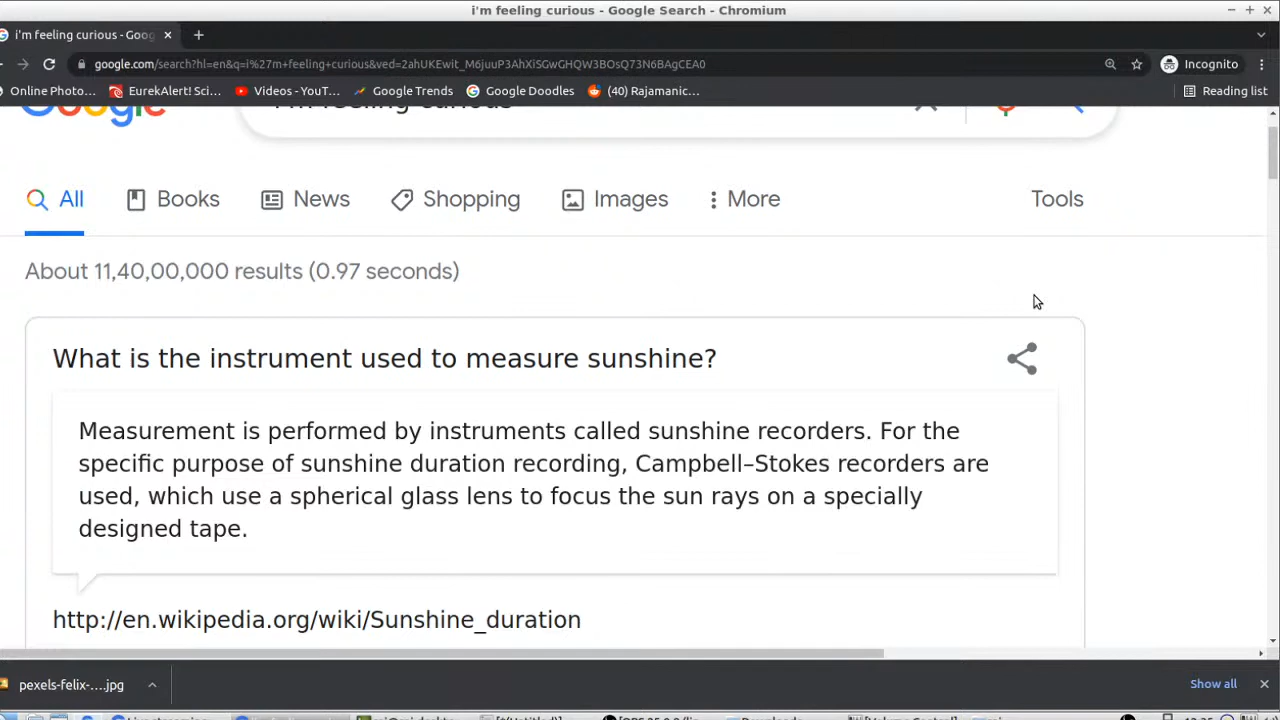 i'm feeling curious - Google Search - Chromium
i'm feeling curious - Goog
google.com/search?hl=en&q=i%27m+feeling+curious&ved=2ahUKEwit_M6juuP3AhXiSGwGHQW3BOsQ73N6BAgCEA0
Incognito
Online Photo... EurekAlert! Sci... Videos - YouT... Google Trends Google Doodles (40) Rajamanic... Reading list
Google i'm feeling curious
All Books News Shopping Images More Tools
About 11,40,00,000 results (0.97 seconds)
What is the instrument used to measure sunshine?
Measurement is performed by instruments called sunshine recorders. For the
specific purpose of sunshine duration recording, Campbell–Stokes recorders are
used, which use a spherical glass lens to focus the sun rays on a specially
designed tape.
http://en.wikipedia.org/wiki/Sunshine_duration
pexels-felix-....jpg Show all